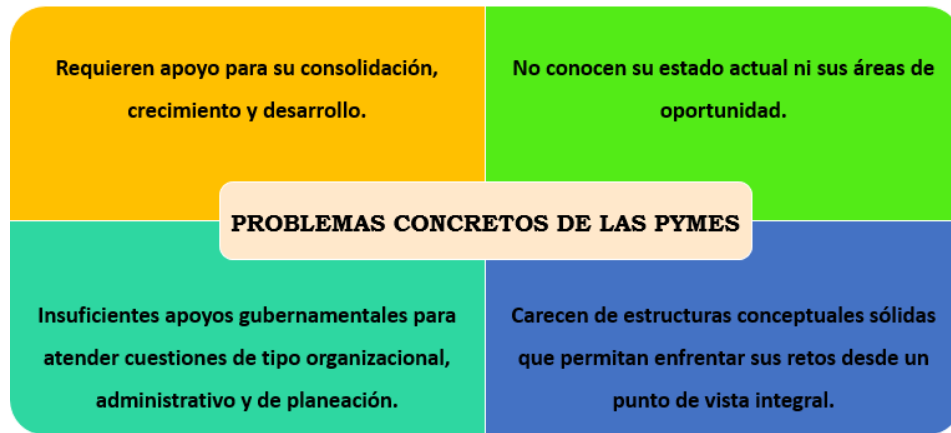 Requieren apoyo para su consolidación,
crecimiento y desarrollo.
No conocen su estado actual ni sus áreas de
oportunidad.
PROBLEMAS CONCRETOS DE LAS PYMES
Insuficientes apoyos gubernamentales para
atender cuestiones de tipo organizacional,
administrativo y de planeación.
Carecen de estructuras conceptuales sólidas
que permitan enfrentar sus retos desde un
punto de vista integral.